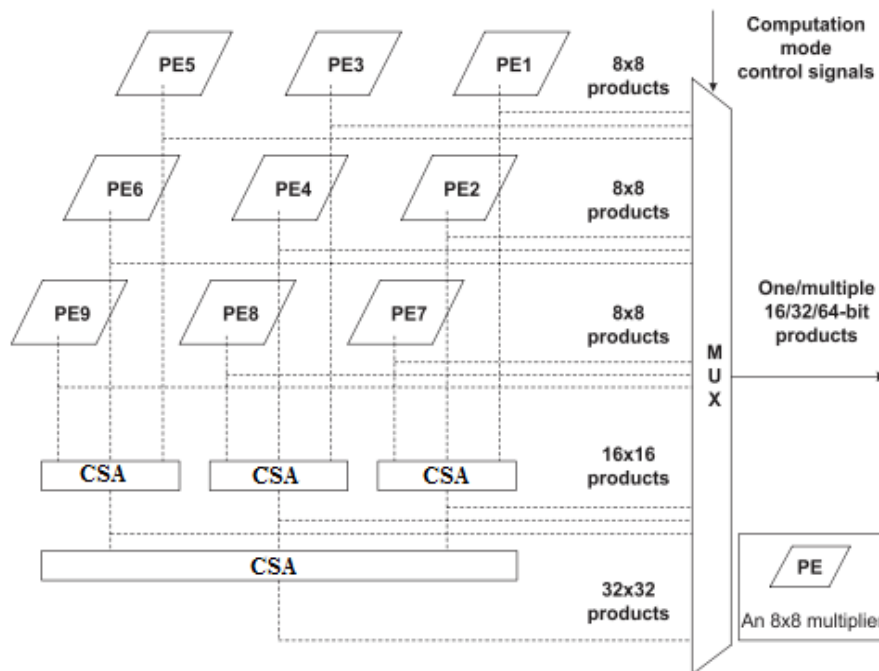 Computation
mode
control signals
PE5
PE3
PE1
8x8
products
PE6
PE4
PE2
8x8
products
PE9
PE8
PE7
8x8
products
One/multiple
16/32/64-bit
products
M
U
X
CSA
CSA
CSA
16x16
products
CSA
32x32
products
PE
An 8x8 multiplier